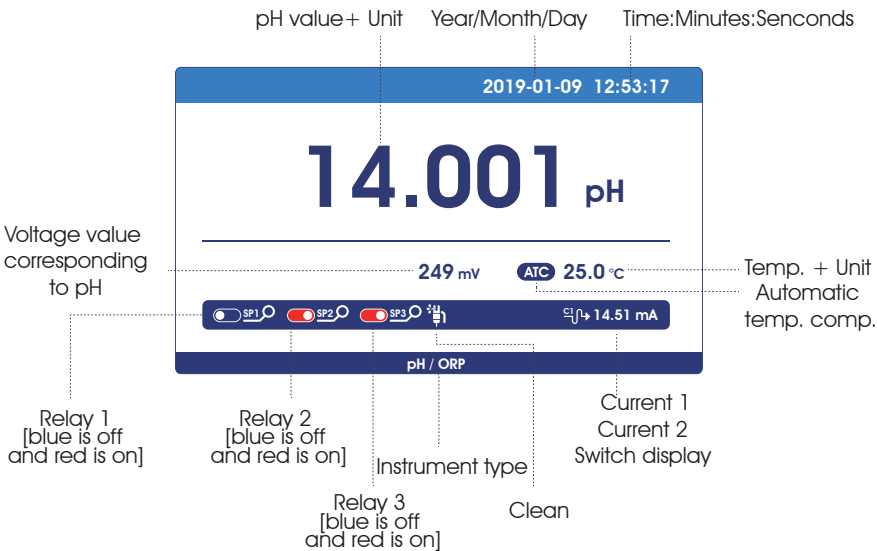 pH value+ Unit
Year/Month/Day
Time:Minutes:Senconds
2019-01-09 12:53:17
14.001 pH
Voltage value
corresponding
to pH
249 mV
ATC 25.0 °C
Temp. + Unit
Automatic
temp. comp.
SP1
SP2
SP3
C1
14.51 mA
pH / ORP
Relay 1
[blue is off
and red is on]
Relay 2
[blue is off
and red is on]
Instrument type
Current 1
Current 2
Switch display
Relay 3
[blue is off
and red is on]
Clean